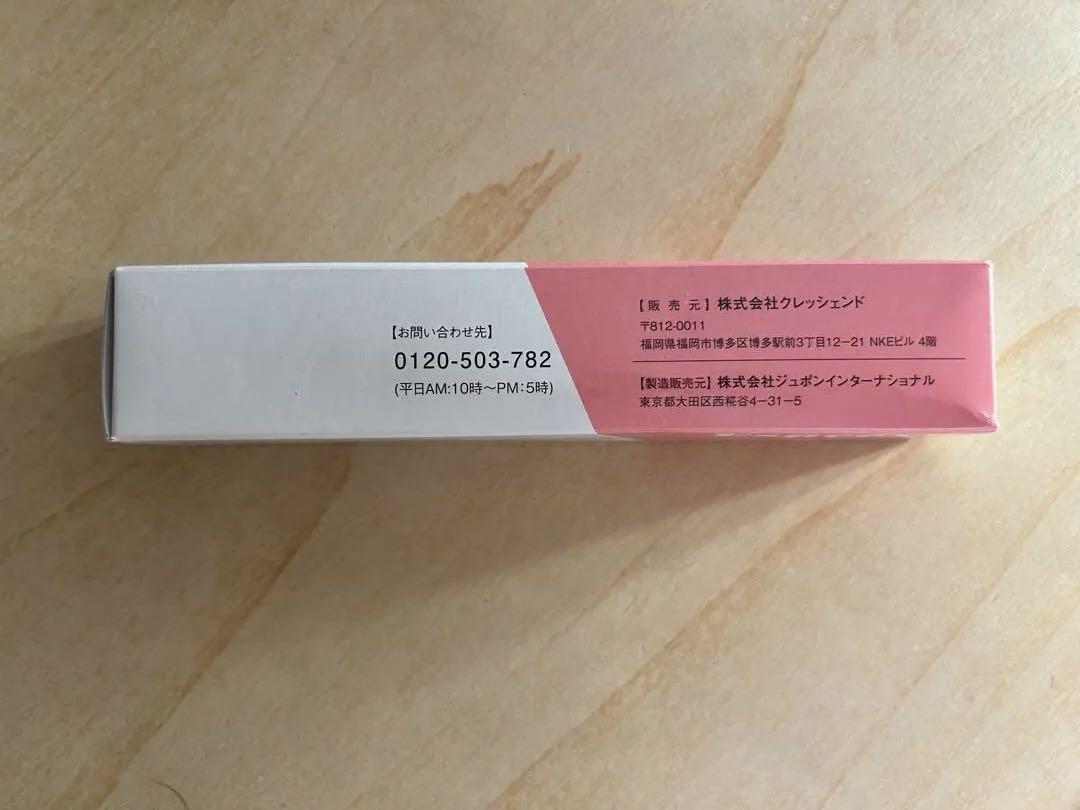 【お問い合わせ先】
0120-503-782
(平日AM:10時〜PM:5時)
【販売元】株式会社クレッシェンド
〒812-0011
福岡県福岡市博多区博多駅前3丁目12−21 NKEビル 4階
【製造販売元】株式会社ジュポンインターナショナル
東京都大田区西糀谷4−31−5